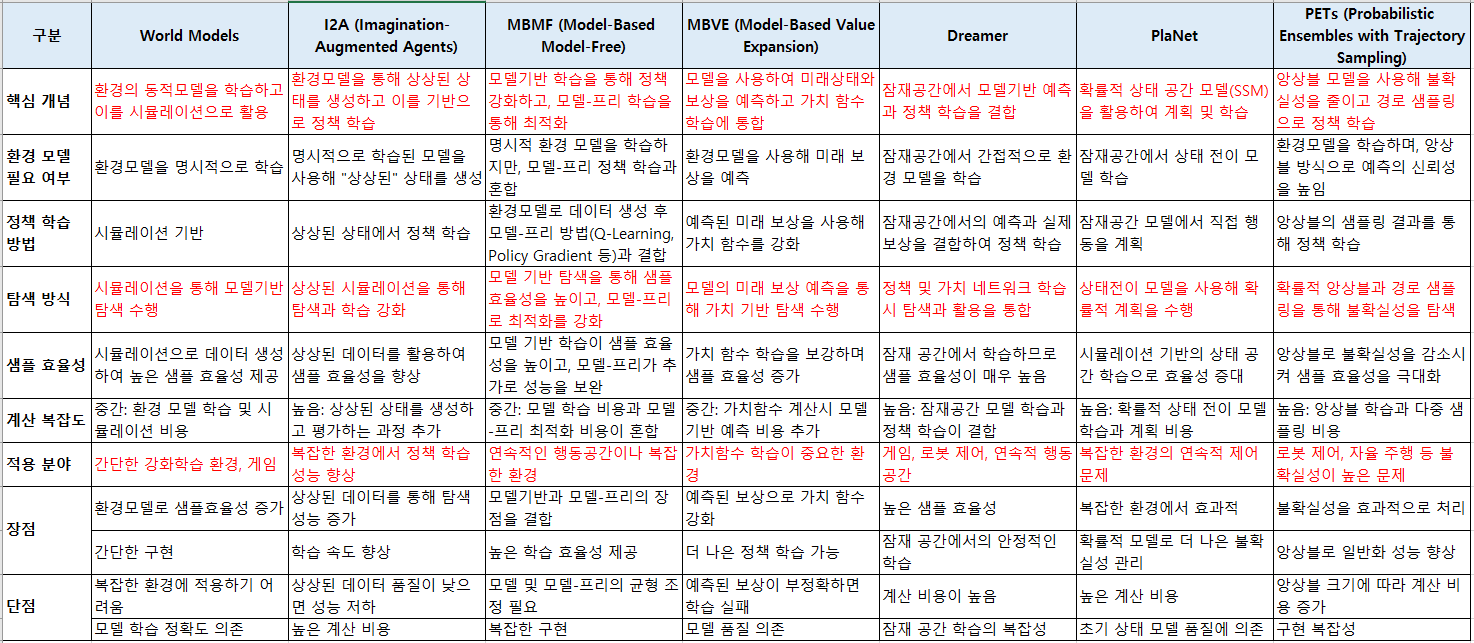 구분
World Models
I2A (Imagination-
Augmented Agents)
MBMF (Model-Based
Model-Free)
MBVE (Model-Based Value
Expansion)
Dreamer
PlaNet
PETs (Probabilistic
Ensembles with Trajectory
Sampling)
핵심 개념
환경의 동적모델을 학습하고
이를 시뮬레이션으로 활용
환경모델을 통해 상상된 상
태를 생성하고 이를 기반으
로 정책 학습
모델기반 학습을 통해 정책
강화하고, 모델-프리 학습을
통해 최적화
모델을 사용하여 미래상태와
보상을 예측하고 가치 함수
학습에 통합
잠재공간에서 모델기반 예측
과 정책 학습을 결합
확률적 상태 공간 모델(SSM)
을 활용하여 계획 및 학습
앙상블 모델을 사용해 불확
실성을 줄이고 경로 샘플링
으로 정책 학습
환경 모델
필요 여부
환경모델을 명시적으로 학습
명시적으로 학습된 모델을
사용해 "상상된" 상태를 생성
명시적 환경 모델을 학습하
지만, 모델-프리 정책 학습과
혼합
환경모델을 사용해 미래 보
상을 예측
잠재공간에서 간접적으로 환
경 모델을 학습
잠재공간에서 상태 전이 모
델 학습
환경모델을 학습하며, 앙상
블 방식으로 예측의 신뢰성
을 높임
정책 학습
방법
시뮬레이션 기반
상상된 상태에서 정책 학습
환경모델로 데이터 생성 후
모델-프리 방법(Q-Learning,
Policy Gradient 등)과 결합
예측된 미래 보상을 사용해
가치 함수를 강화
잠재공간에서의 예측과 실제
보상을 결합하여 정책 학습
잠재공간 모델에서 직접 행
동을 계획
앙상블의 샘플링 결과를 통
해 정책 학습
탐색 방식
시뮬레이션을 통해 모델기반
탐색 수행
상상된 시뮬레이션을 통해
탐색과 학습 강화
모델 기반 탐색을 통해 샘플
효율성을 높이고, 모델-프리
로 최적화를 강화
모델의 미래 보상 예측을 통
해 가치 기반 탐색 수행
정책 및 가치 네트워크 학습
시 탐색과 활용을 통합
상태전이 모델을 사용해 확
률적 계획을 수행
확률적 앙상블과 경로 샘플
링을 통해 불확실성을 탐색
샘플 효율성
시뮬레이션으로 데이터 생성
하여 높은 샘플 효율성 제공
상상된 데이터를 활용하여
샘플 효율성을 향상
모델 기반 학습이 샘플 효율
성을 높이고, 모델-프리가 추
가로 성능을 보완
가치 함수 학습을 보강하며
샘플 효율성 증가
잠재 공간에서 학습하므로
샘플 효율성이 매우 높음
시뮬레이션 기반의 상태 공
간 학습으로 효율성 증대
앙상블로 불확실성을 감소시
켜 샘플 효율성을 극대화
계산 복잡도
중간: 환경 모델 학습 및 시
뮬레이션 비용
높음: 상상된 상태를 생성하
고 평가하는 과정 추가
중간: 모델 학습 비용과 모델
-프리 최적화 비용이 혼합
중간: 가치함수 계산시 모델
기반 예측 비용 추가
높음: 잠재공간 모델 학습과
정책 학습이 결합
높음: 확률적 상태 전이 모델
학습과 계획 비용
높음: 앙상블 학습과 다중 샘
플링 비용
적용 분야
간단한 강화학습 환경, 게임
복잡한 환경에서 정책 학습
성능 향상
연속적인 행동공간이나 복잡
한 환경
가치함수 학습이 중요한 환
경
게임, 로봇 제어, 연속적 행동
공간
복잡한 환경의 연속적 제어
문제
로봇 제어, 자율 주행 등 불
확실성이 높은 문제
장점
환경모델로 샘플효율성 증가
상상된 데이터를 통해 탐색
성능 증가
모델기반과 모델-프리의 장
점을 결합
예측된 보상으로 가치 함수
강화
높은 샘플 효율성
복잡한 환경에서 효과적
불확실성을 효과적으로 처리
간단한 구현
학습 속도 향상
높은 학습 효율성 제공
더 나은 정책 학습 가능
잠재 공간에서의 안정적인
학습
확률적 모델로 더 나은 불확
실성 관리
앙상블로 일반화 성능 향상
단점
복잡한 환경에 적용하기 어
려움
상상된 데이터 품질이 낮으
면 성능 저하
모델 및 모델-프리의 균형 조
정 필요
예측된 보상이 부정확하면
학습 실패
계산 비용이 높음
높은 계산 비용
앙상블 크기에 따라 계산 비
용 증가
모델 학습 정확도 의존
높은 계산 비용
복잡한 구현
모델 품질 의존
잠재 공간 학습의 복잡성
초기 상태 모델 품질에 의존
구현 복잡성